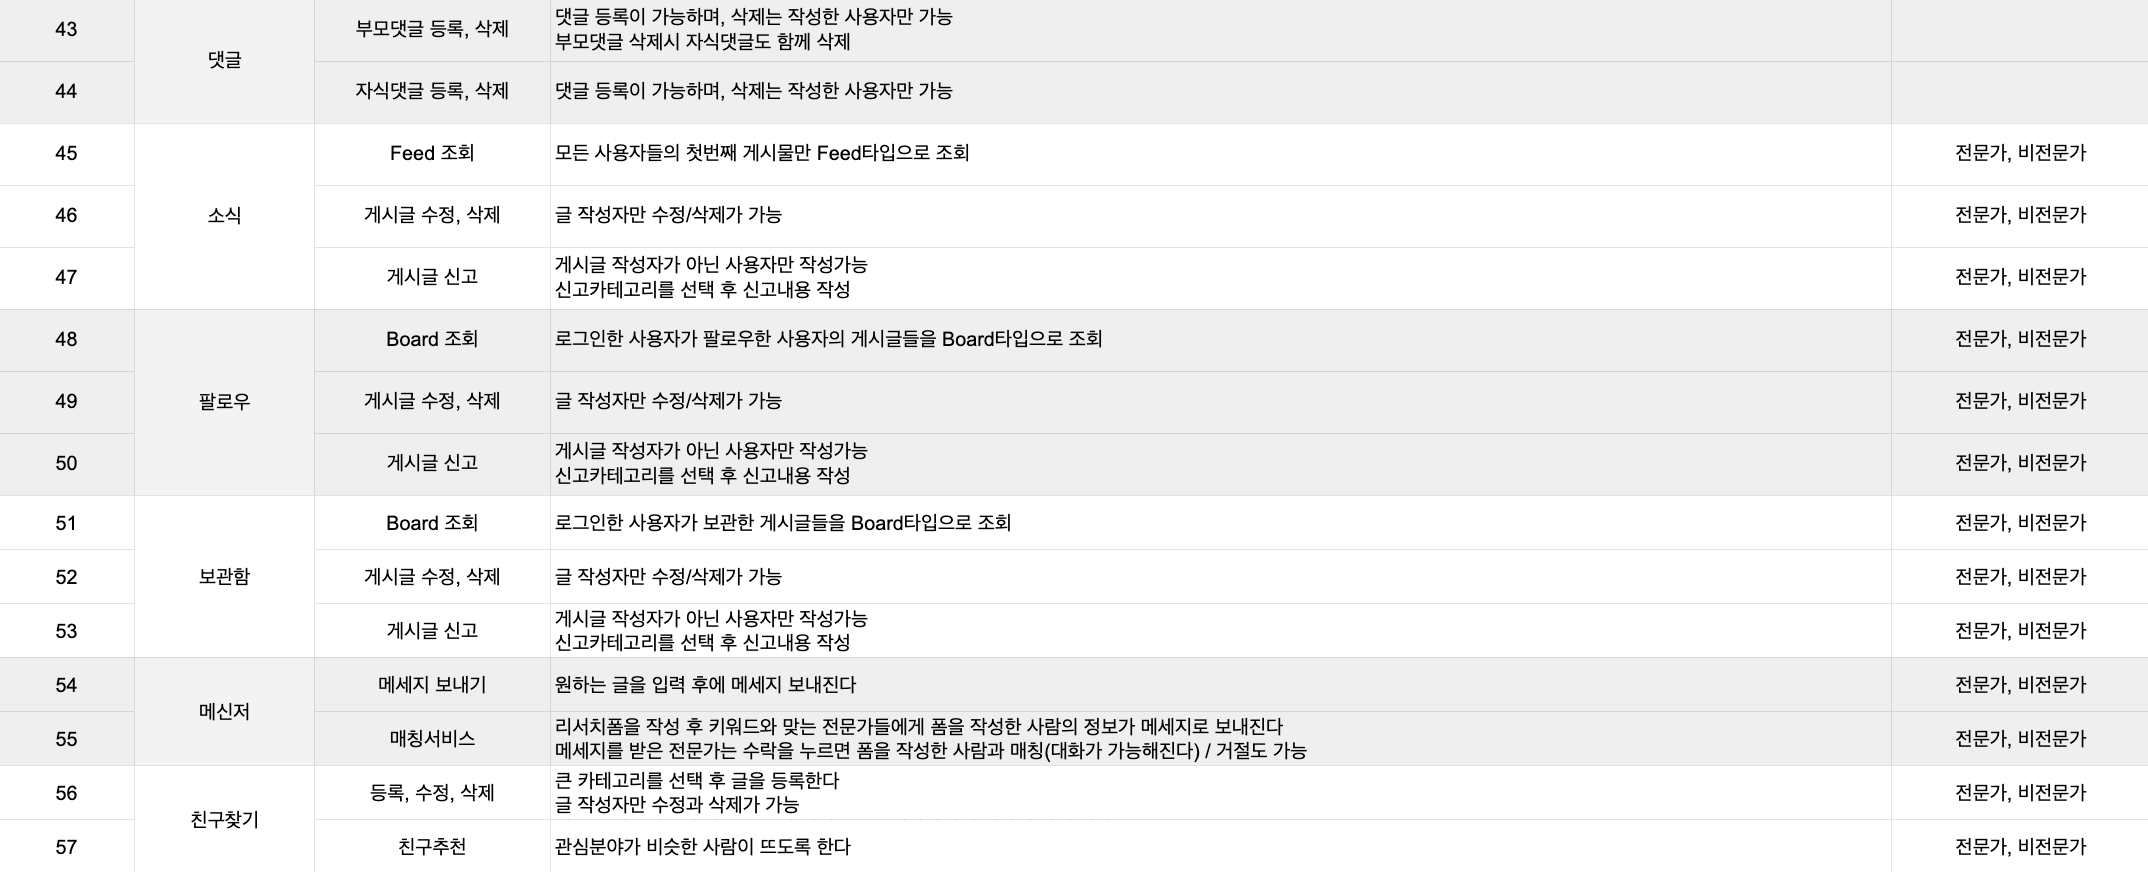 43
댓글
부모댓글 등록, 삭제
댓글 등록이 가능하며, 삭제는 작성한 사용자만 가능
부모댓글 삭제시 자식댓글도 함께 삭제
44
자식댓글 등록, 삭제
댓글 등록이 가능하며, 삭제는 작성한 사용자만 가능
45
소식
Feed 조회
모든 사용자들의 첫번째 게시물만 Feed타입으로 조회
전문가, 비전문가
46
게시글 수정, 삭제
글 작성자만 수정/삭제가 가능
전문가, 비전문가
47
게시글 신고
게시글 작성자가 아닌 사용자만 작성가능
신고카테고리를 선택 후 신고내용 작성
전문가, 비전문가
48
팔로우
Board 조회
로그인한 사용자가 팔로우한 사용자의 게시글들을 Board타입으로 조회
전문가, 비전문가
49
게시글 수정, 삭제
글 작성자만 수정/삭제가 가능
전문가, 비전문가
50
게시글 신고
게시글 작성자가 아닌 사용자만 작성가능
신고카테고리를 선택 후 신고내용 작성
전문가, 비전문가
51
보관함
Board 조회
로그인한 사용자가 보관한 게시글들을 Board타입으로 조회
전문가, 비전문가
52
게시글 수정, 삭제
글 작성자만 수정/삭제가 가능
전문가, 비전문가
53
게시글 신고
게시글 작성자가 아닌 사용자만 작성가능
신고카테고리를 선택 후 신고내용 작성
전문가, 비전문가
54
메신저
메세지 보내기
원하는 글을 입력 후에 메세지 보내진다
전문가, 비전문가
55
매칭서비스
리서치폼을 작성 후 키워드와 맞는 전문가들에게 폼을 작성한 사람의 정보가 메세지로 보내진다
메세지를 받은 전문가는 수락을 누르면 폼을 작성한 사람과 매칭(대화가 가능해진다) / 거절도 가능
전문가, 비전문가
56
친구찾기
등록, 수정, 삭제
큰 카테고리를 선택 후 글을 등록한다
글 작성자만 수정과 삭제가 가능
전문가, 비전문가
57
친구추천
관심분야가 비슷한 사람이 뜨도록 한다
전문가, 비전문가